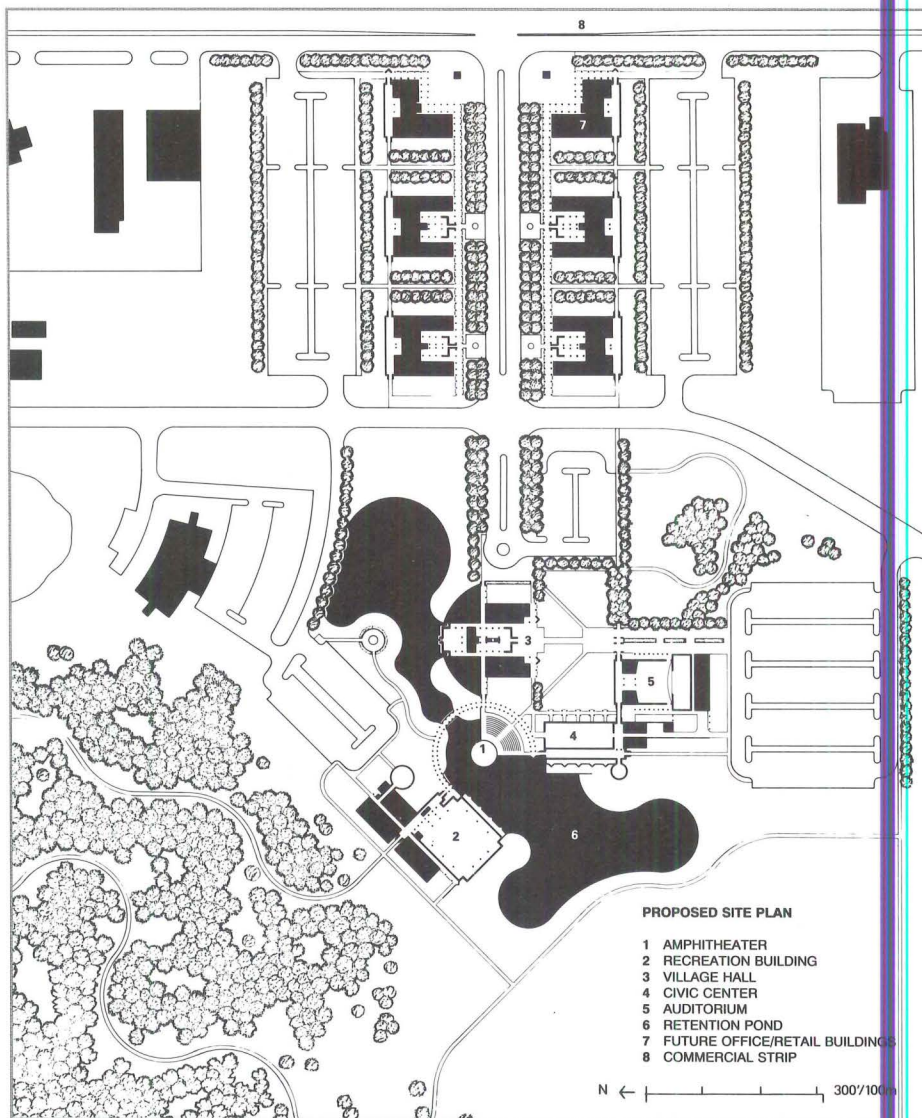 8
7
3
5
4
1
2
6
PROPOSED SITE PLAN
1 AMPHITHEATER
2 RECREATION BUILDING
3 VILLAGE HALL
4 CIVIC CENTER
5 AUDITORIUM
6 RETENTION POND
7 FUTURE OFFICE/RETAIL BUILDINGS
8 COMMERCIAL STRIP
N ← 300'/100m